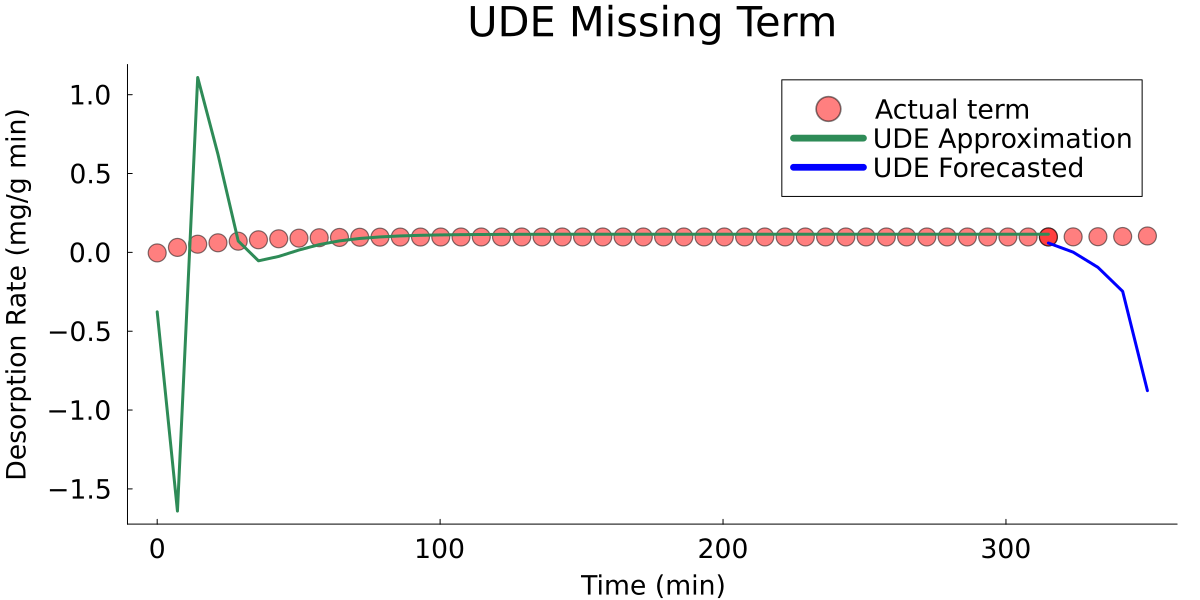 UDE Missing Term
Actual term
UDE Approximation
UDE Forecasted
Desorption Rate (mg/g min)
1.0
0.5
0.0
−0.5
−1.0
−1.5
0 100 200 300
Time (min)